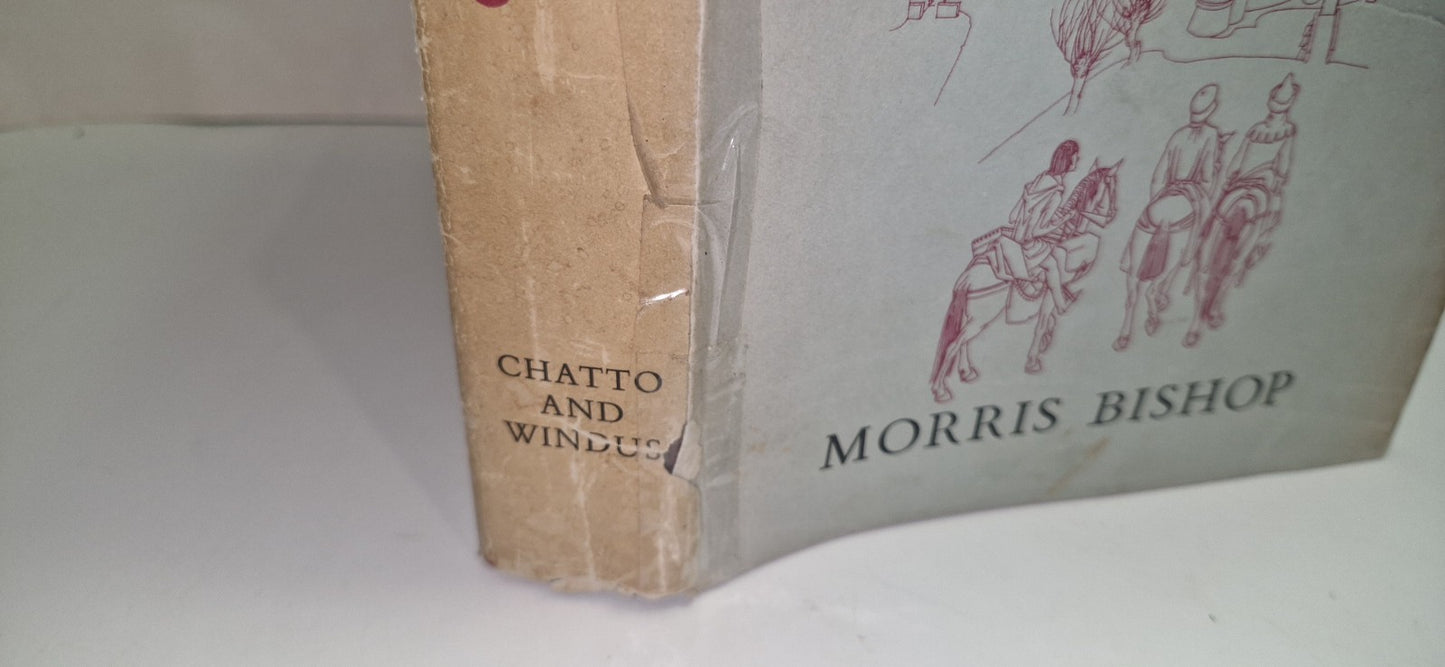 CHATTO
AND
WINDUS
MORRIS BISHOP